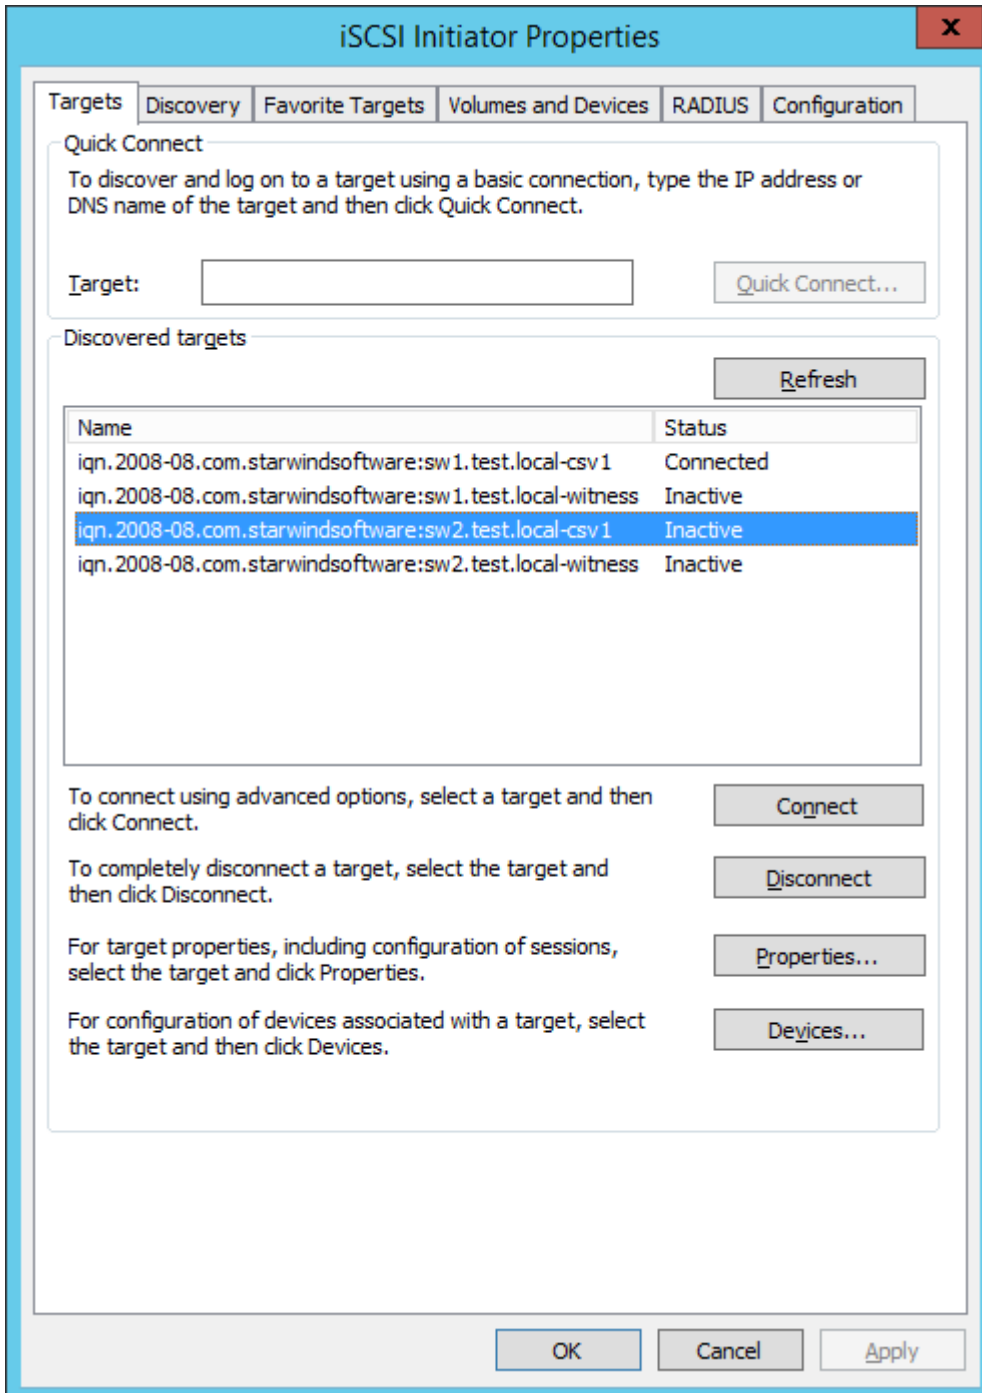 iSCSI Initiator Properties
x
Targets Discovery Favorite Targets Volumes and Devices RADIUS Configuration
Quick Connect
To discover and log on to a target using a basic connection, type the IP address or
DNS name of the target and then click Quick Connect.
Target:
Quick Connect...
Discovered targets
Refresh
Name Status
iqn.2008-08.com.starwindsoftware:sw1.test.local-csv1 Connected
iqn.2008-08.com.starwindsoftware:sw1.test.local-witness Inactive
iqn.2008-08.com.starwindsoftware:sw2.test.local-csv1 Inactive
iqn.2008-08.com.starwindsoftware:sw2.test.local-witness Inactive
To connect using advanced options, select a target and then
click Connect.
Connect
To completely disconnect a target, select the target and
then click Disconnect.
Disconnect
For target properties, including configuration of sessions,
select the target and click Properties.
Properties...
For configuration of devices associated with a target, select
the target and then click Devices.
Devices...
OK Cancel Apply